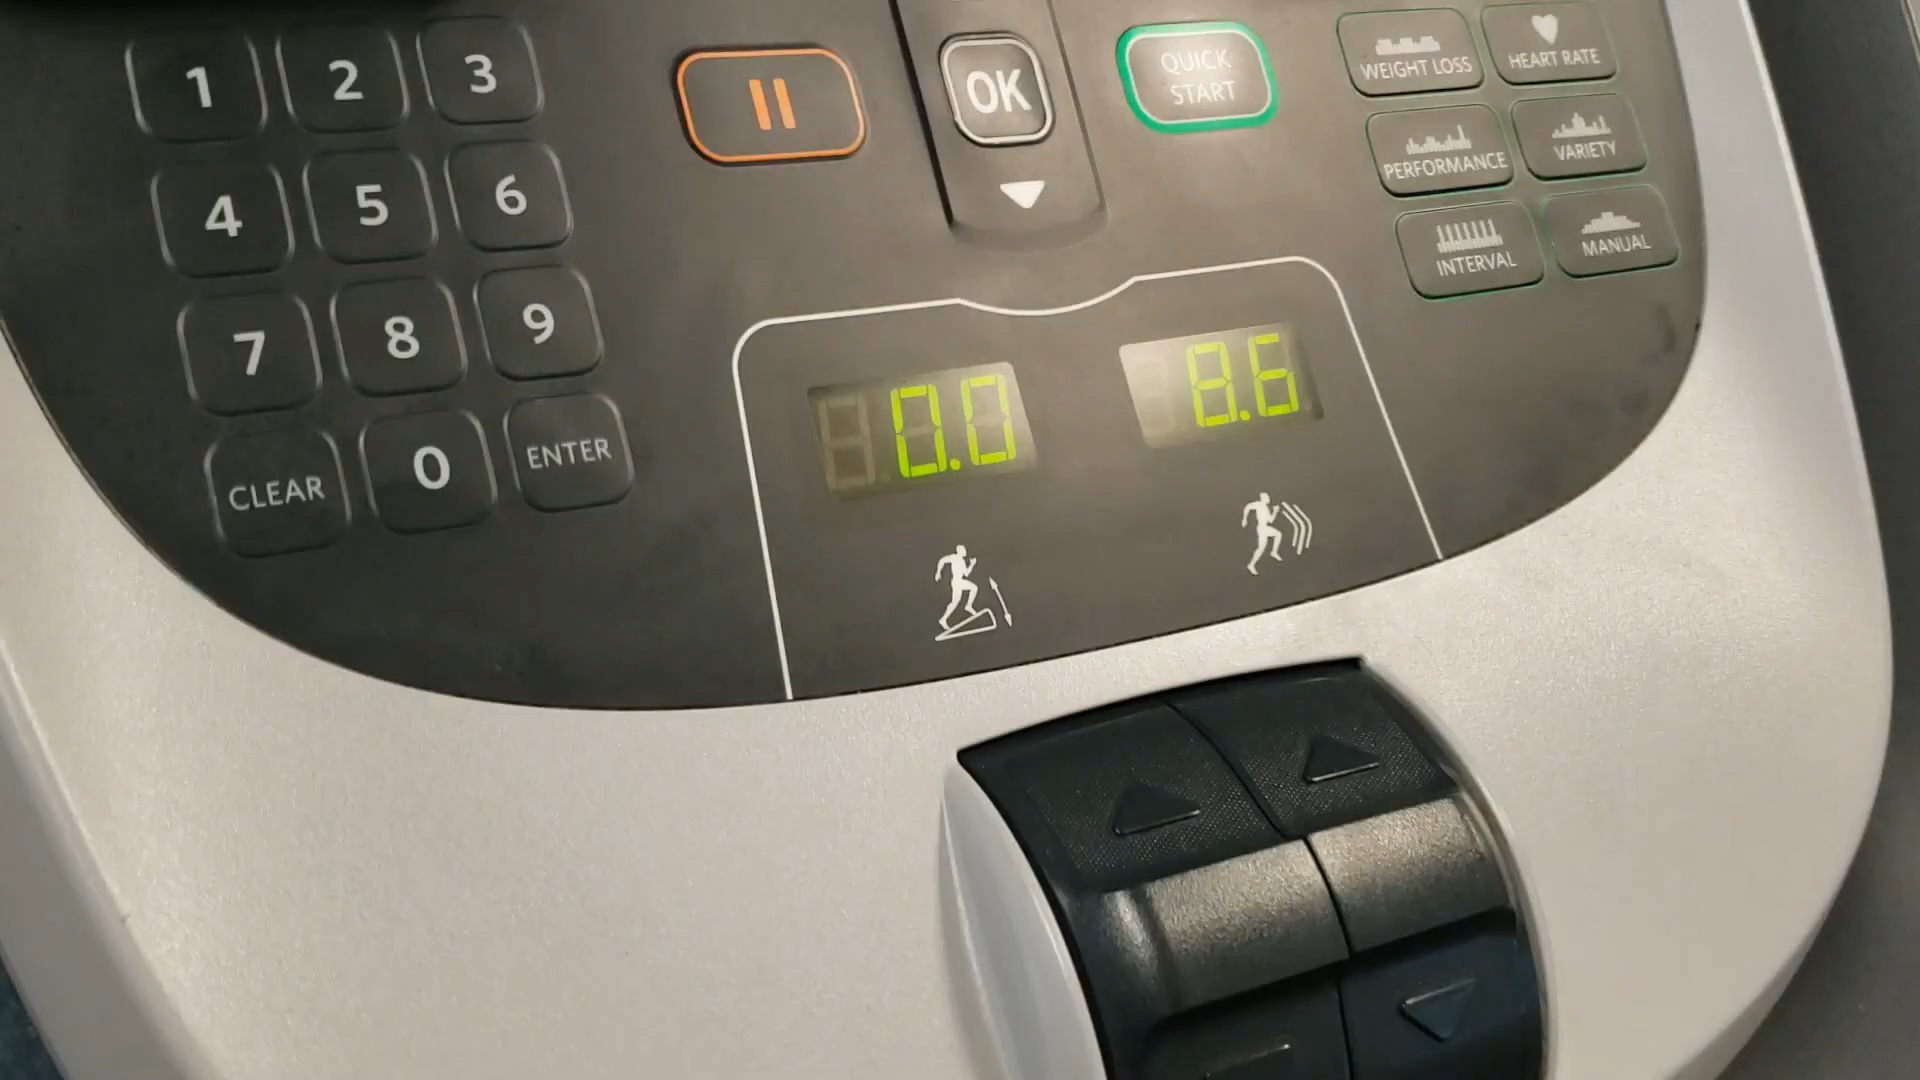 1 2 3
4 5 6
7 8 9
CLEAR 0 ENTER
OK
QUICK
START
WEIGHT LOSS
HEART RATE
PERFORMANCE
VARIETY
INTERVAL
MANUAL
0.0
8.6